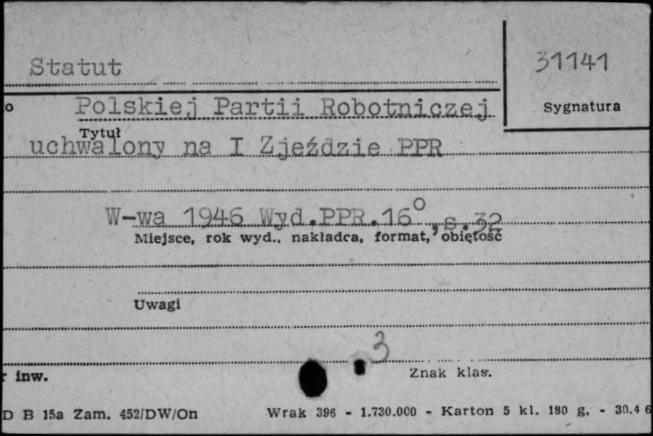 Statut
31141
o Polskiej Partii Robotniczej
Sygnatura
Tytuł
uchwalony na I Zjeździe PPR
W-wa 1946 Wyd.PPR.16°, s.32
Miejsce, rok wyd., nakładca, format, objętość
Uwagi
3
r inw.
Znak klas.
D B 15a Zam. 452/DW/On Wrak 396 - 1.730.000 - Karton 5 kl. 180 g. - 30.4 6